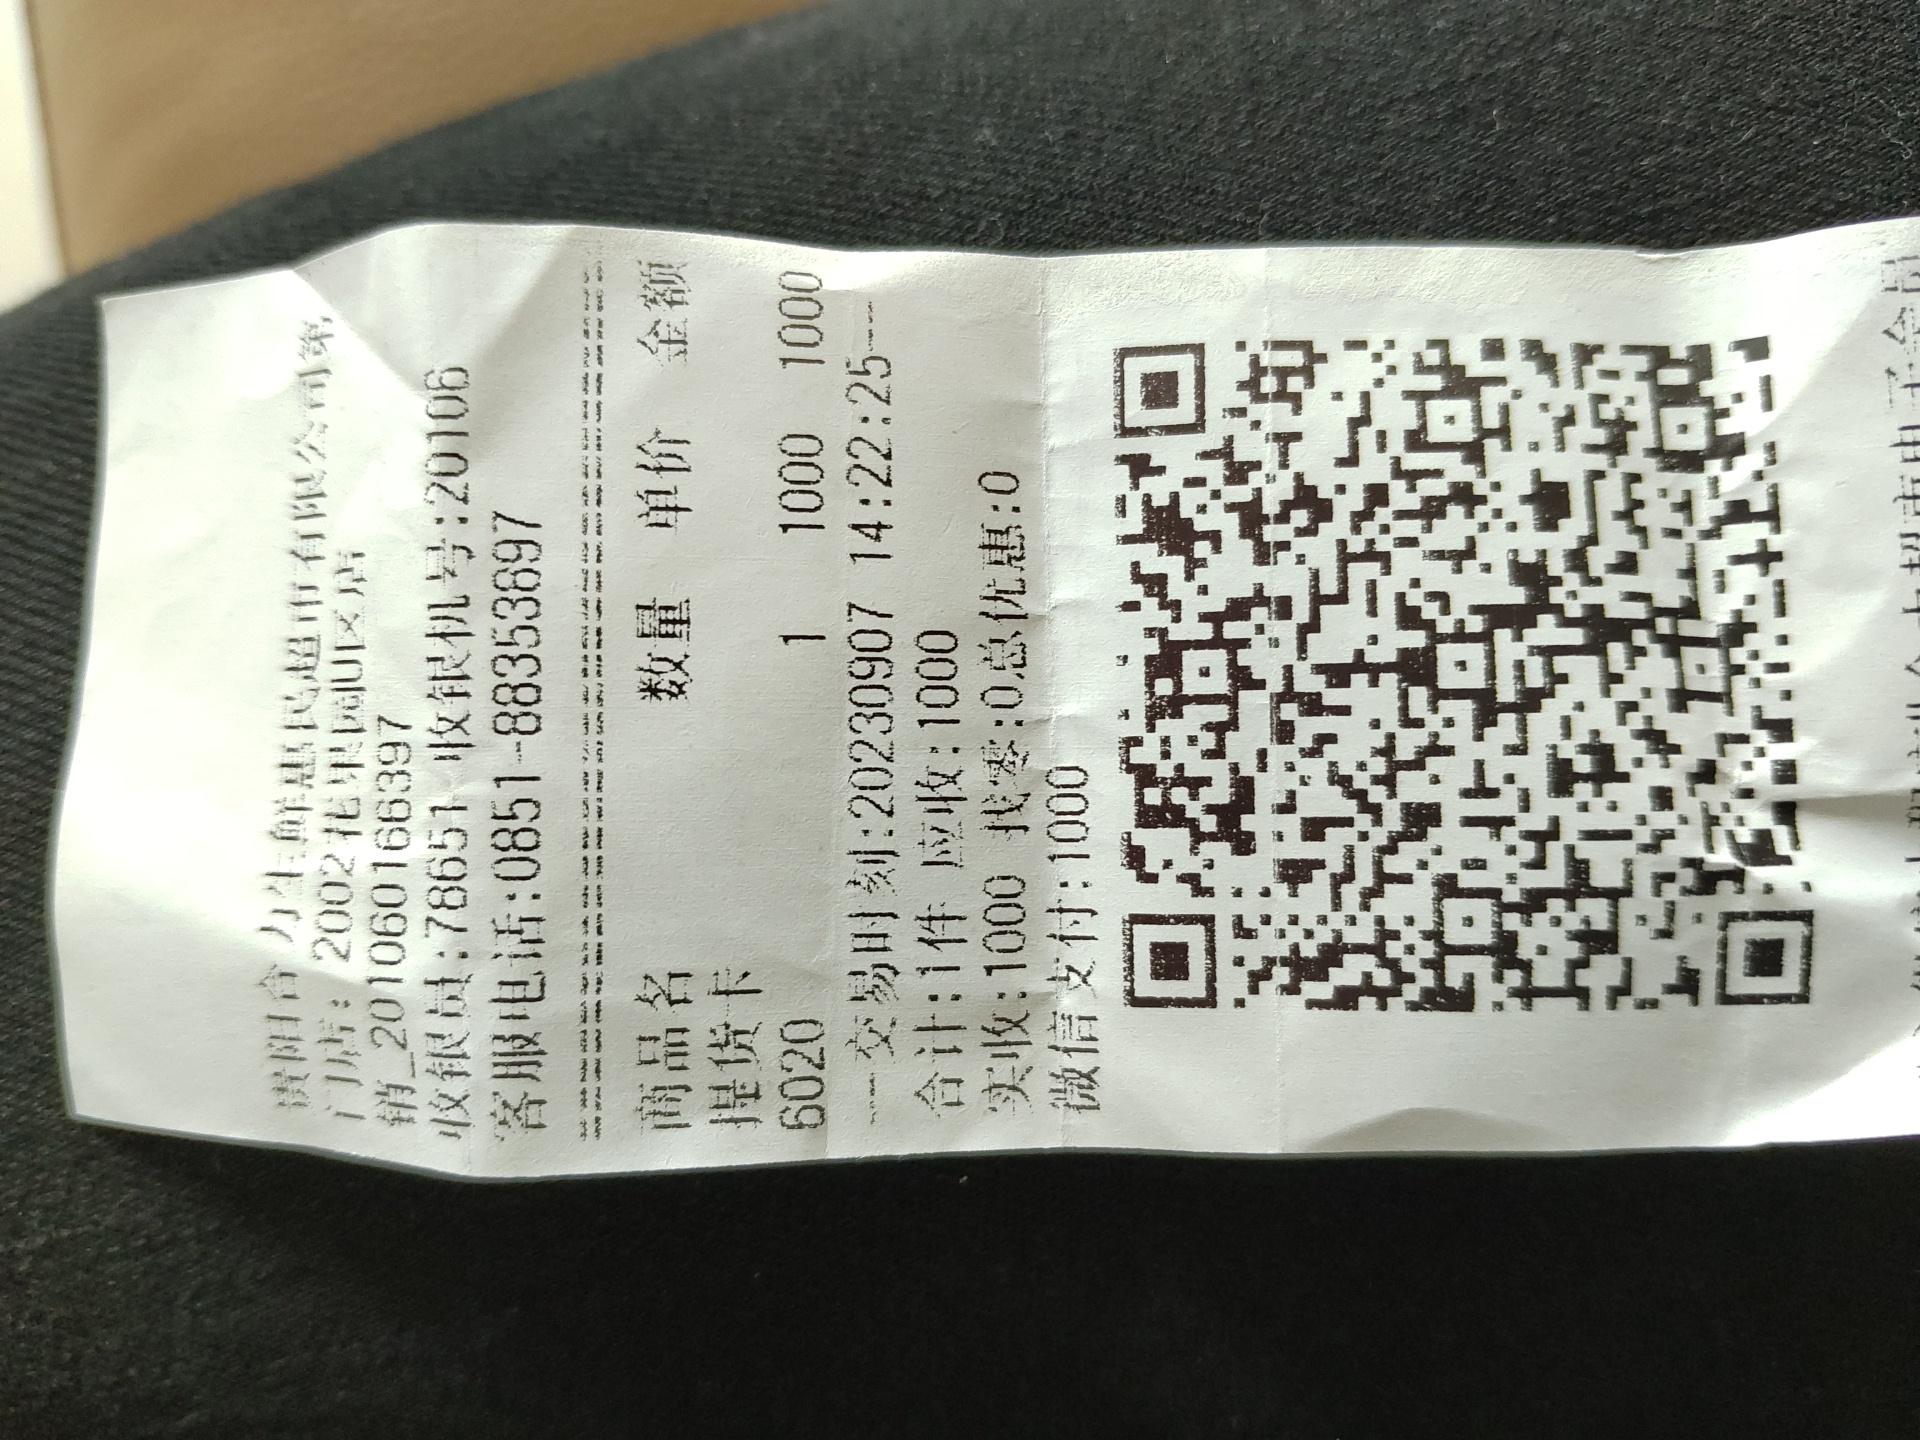 贵阳合力生鲜惠民超市有限公司第
门店: 2002花果园U区店
销_201060166397
收银员:78651 收银机号:20106
客服电话:0851-88353897
商品名 数量 单价 金额
提货卡
6020 1 1000 1000
----交易时刻:20230907 14:22:25----
合计:1件 应收:1000
实收:1000 找零:0总优惠:0
微信支付:1000